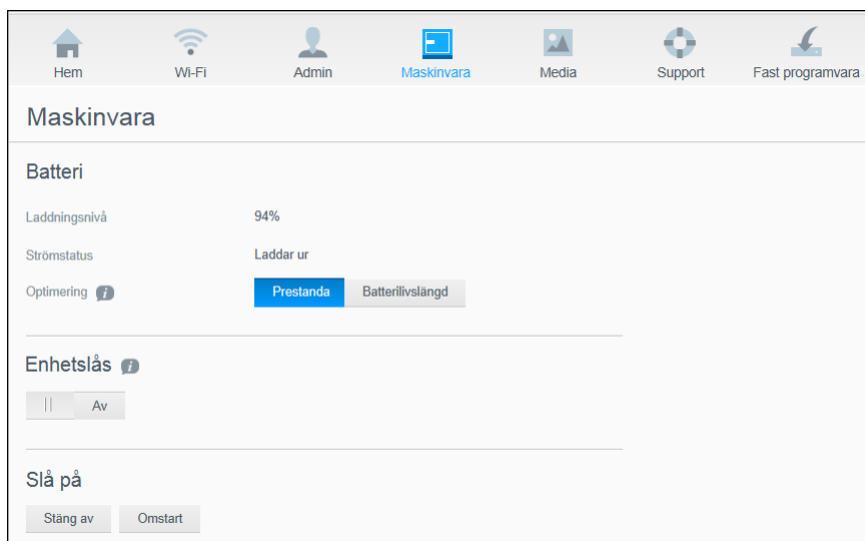 Hem Wi-Fi Admin Maskinvara Media Support Fast programvara
Maskinvara
Batteri
Laddningsnivå 94%
Strömstatus Laddar ur
Optimering i Prestanda Batterilivslängd
Enhetslås i
Av
Slå på
Stäng av Omstart